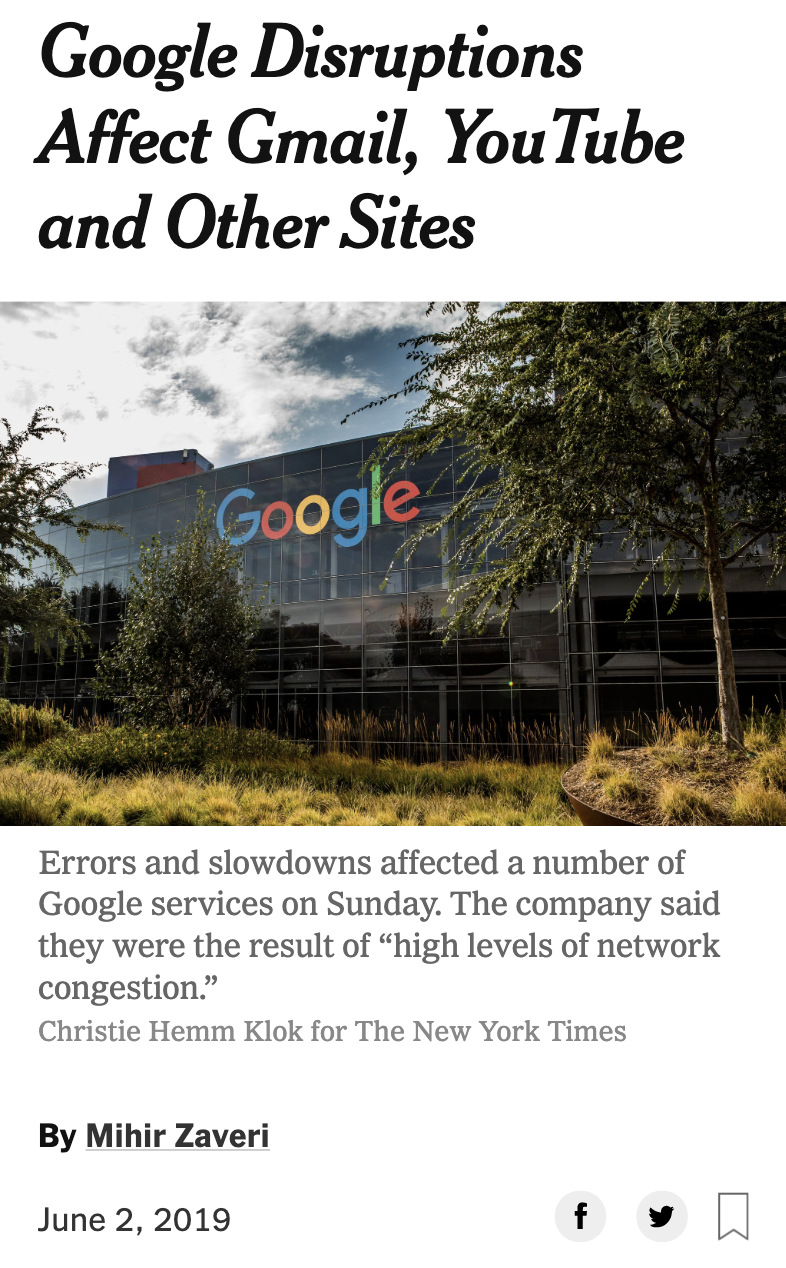 Google Disruptions
Affect Gmail, YouTube
and Other Sites
Google
Errors and slowdowns affected a number of
Google services on Sunday. The company said
they were the result of “high levels of network
congestion.”
Christie Hemm Klok for The New York Times
By Mihir Zaveri
June 2, 2019